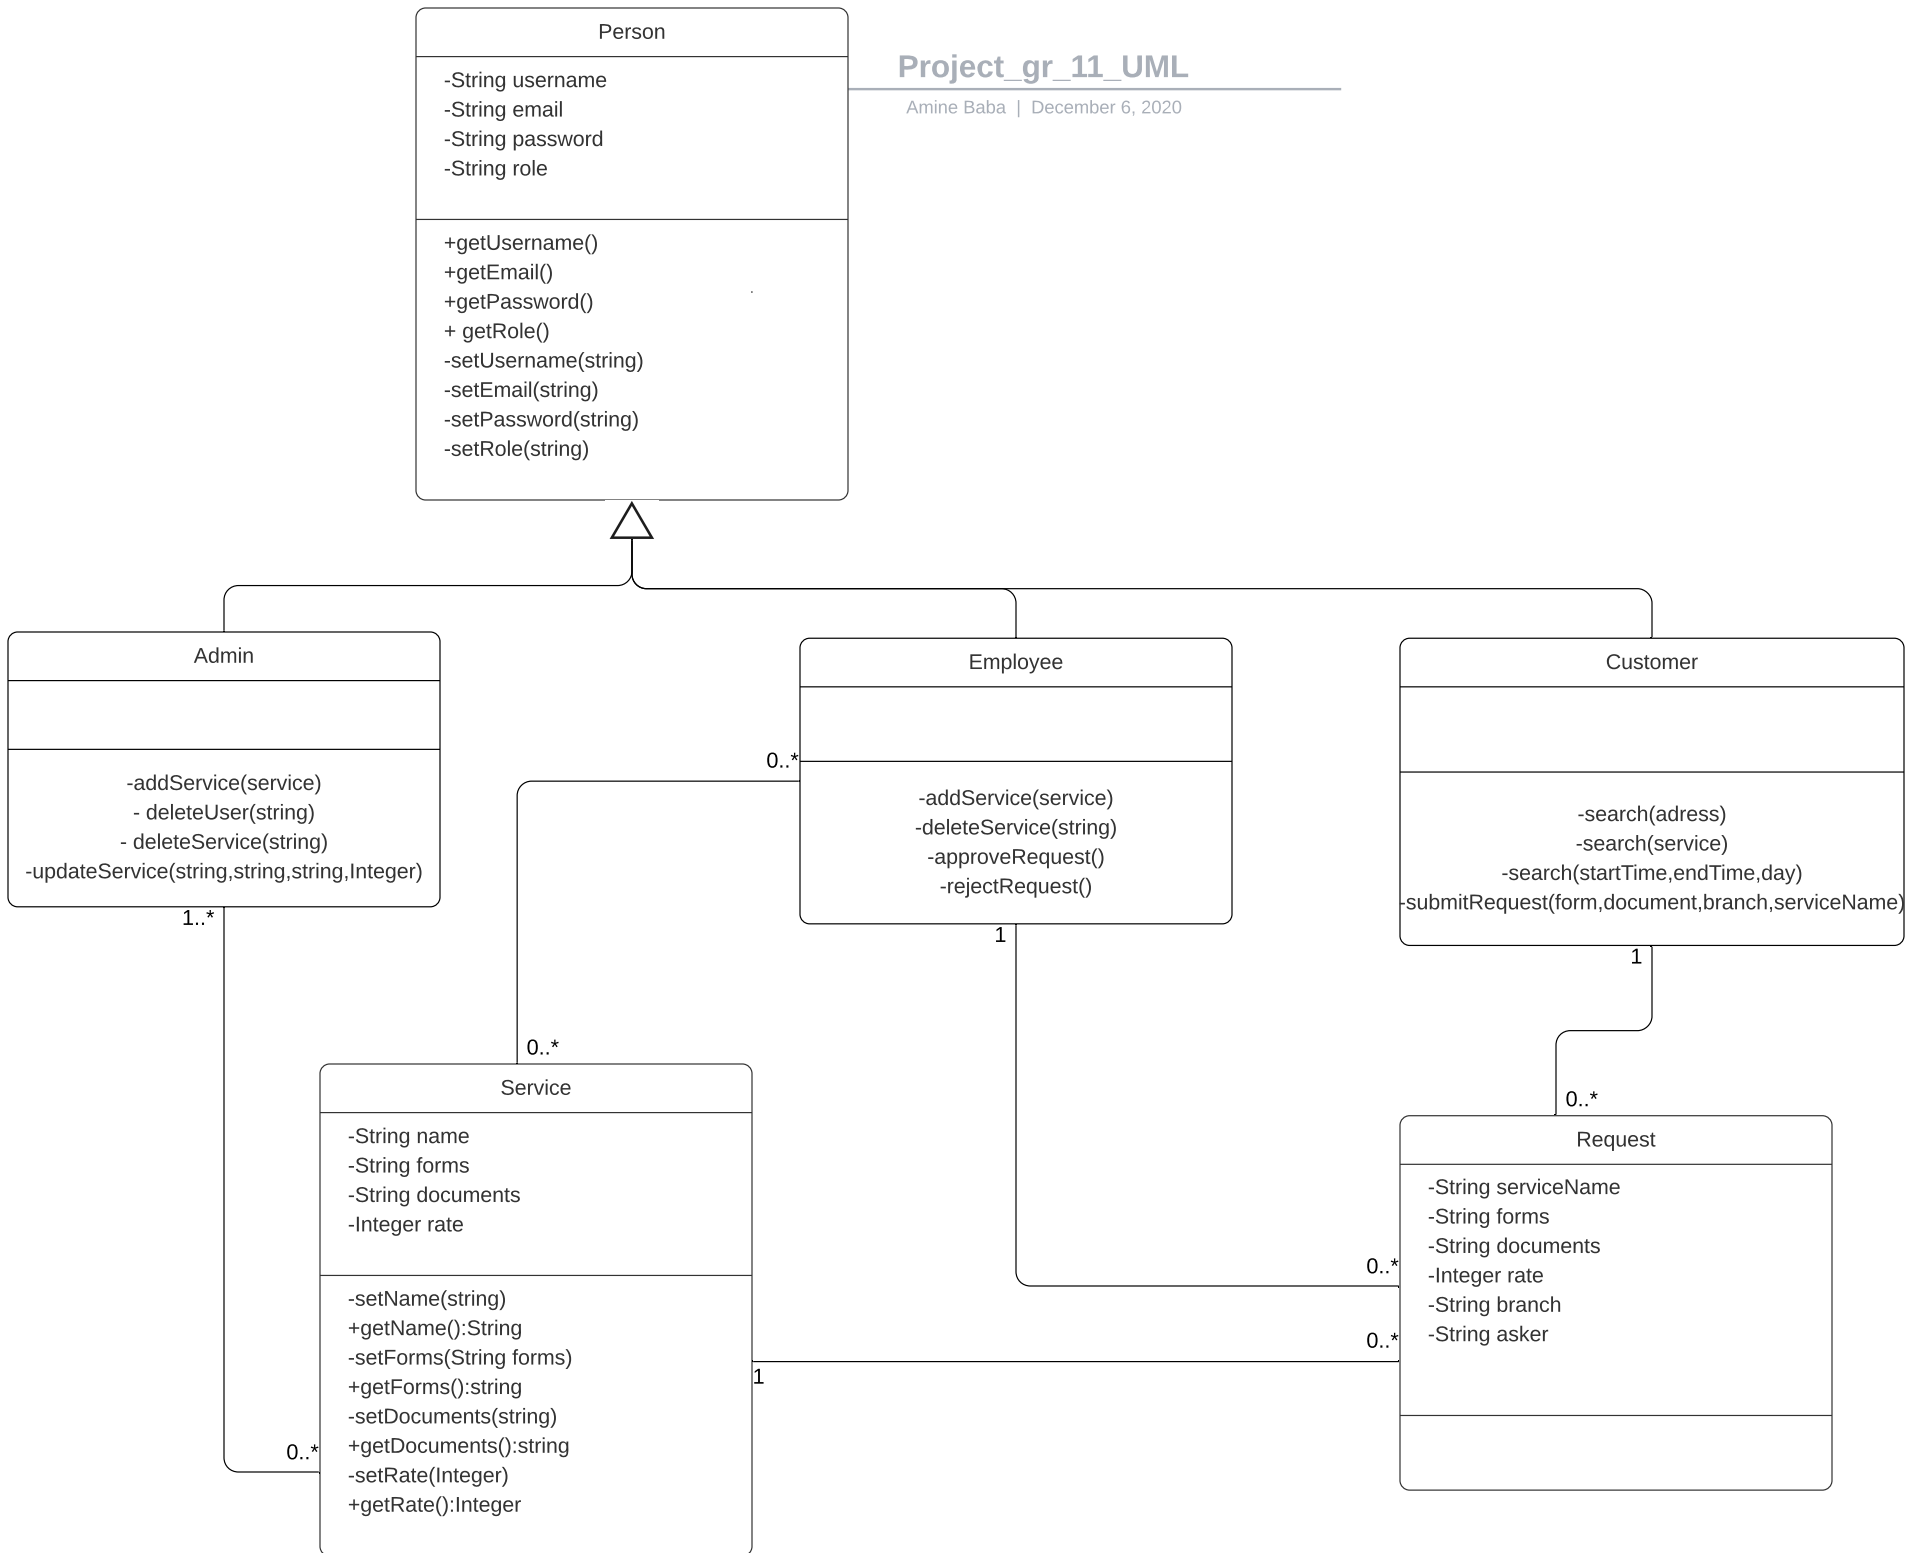 Person
-String username
-String email
-String password
-String role
+getUsername()
+getEmail()
+getPassword()
+ getRole()
-setUsername(string)
-setEmail(string)
-setPassword(string)
-setRole(string)
Project_gr_11_UML
Amine Baba | December 6, 2020
Admin
-addService(service)
- deleteUser(string)
- deleteService(string)
-updateService(string,string,string,Integer)
1..*
0..*
Employee
-addService(service)
-deleteService(string)
-approveRequest()
-rejectRequest()
0..*
0..*
1
0..*
Customer
-search(adress)
-search(service)
-search(startTime,endTime,day)
-submitRequest(form,document,branch,serviceName)
1
0..*
Service
-String name
-String forms
-String documents
-Integer rate
-setName(string)
+getName():String
-setForms(String forms)
+getForms():string
-setDocuments(string)
+getDocuments():string
-setRate(Integer)
+getRate():Integer
1
0..*
Request
-String serviceName
-String forms
-String documents
-Integer rate
-String branch
-String asker